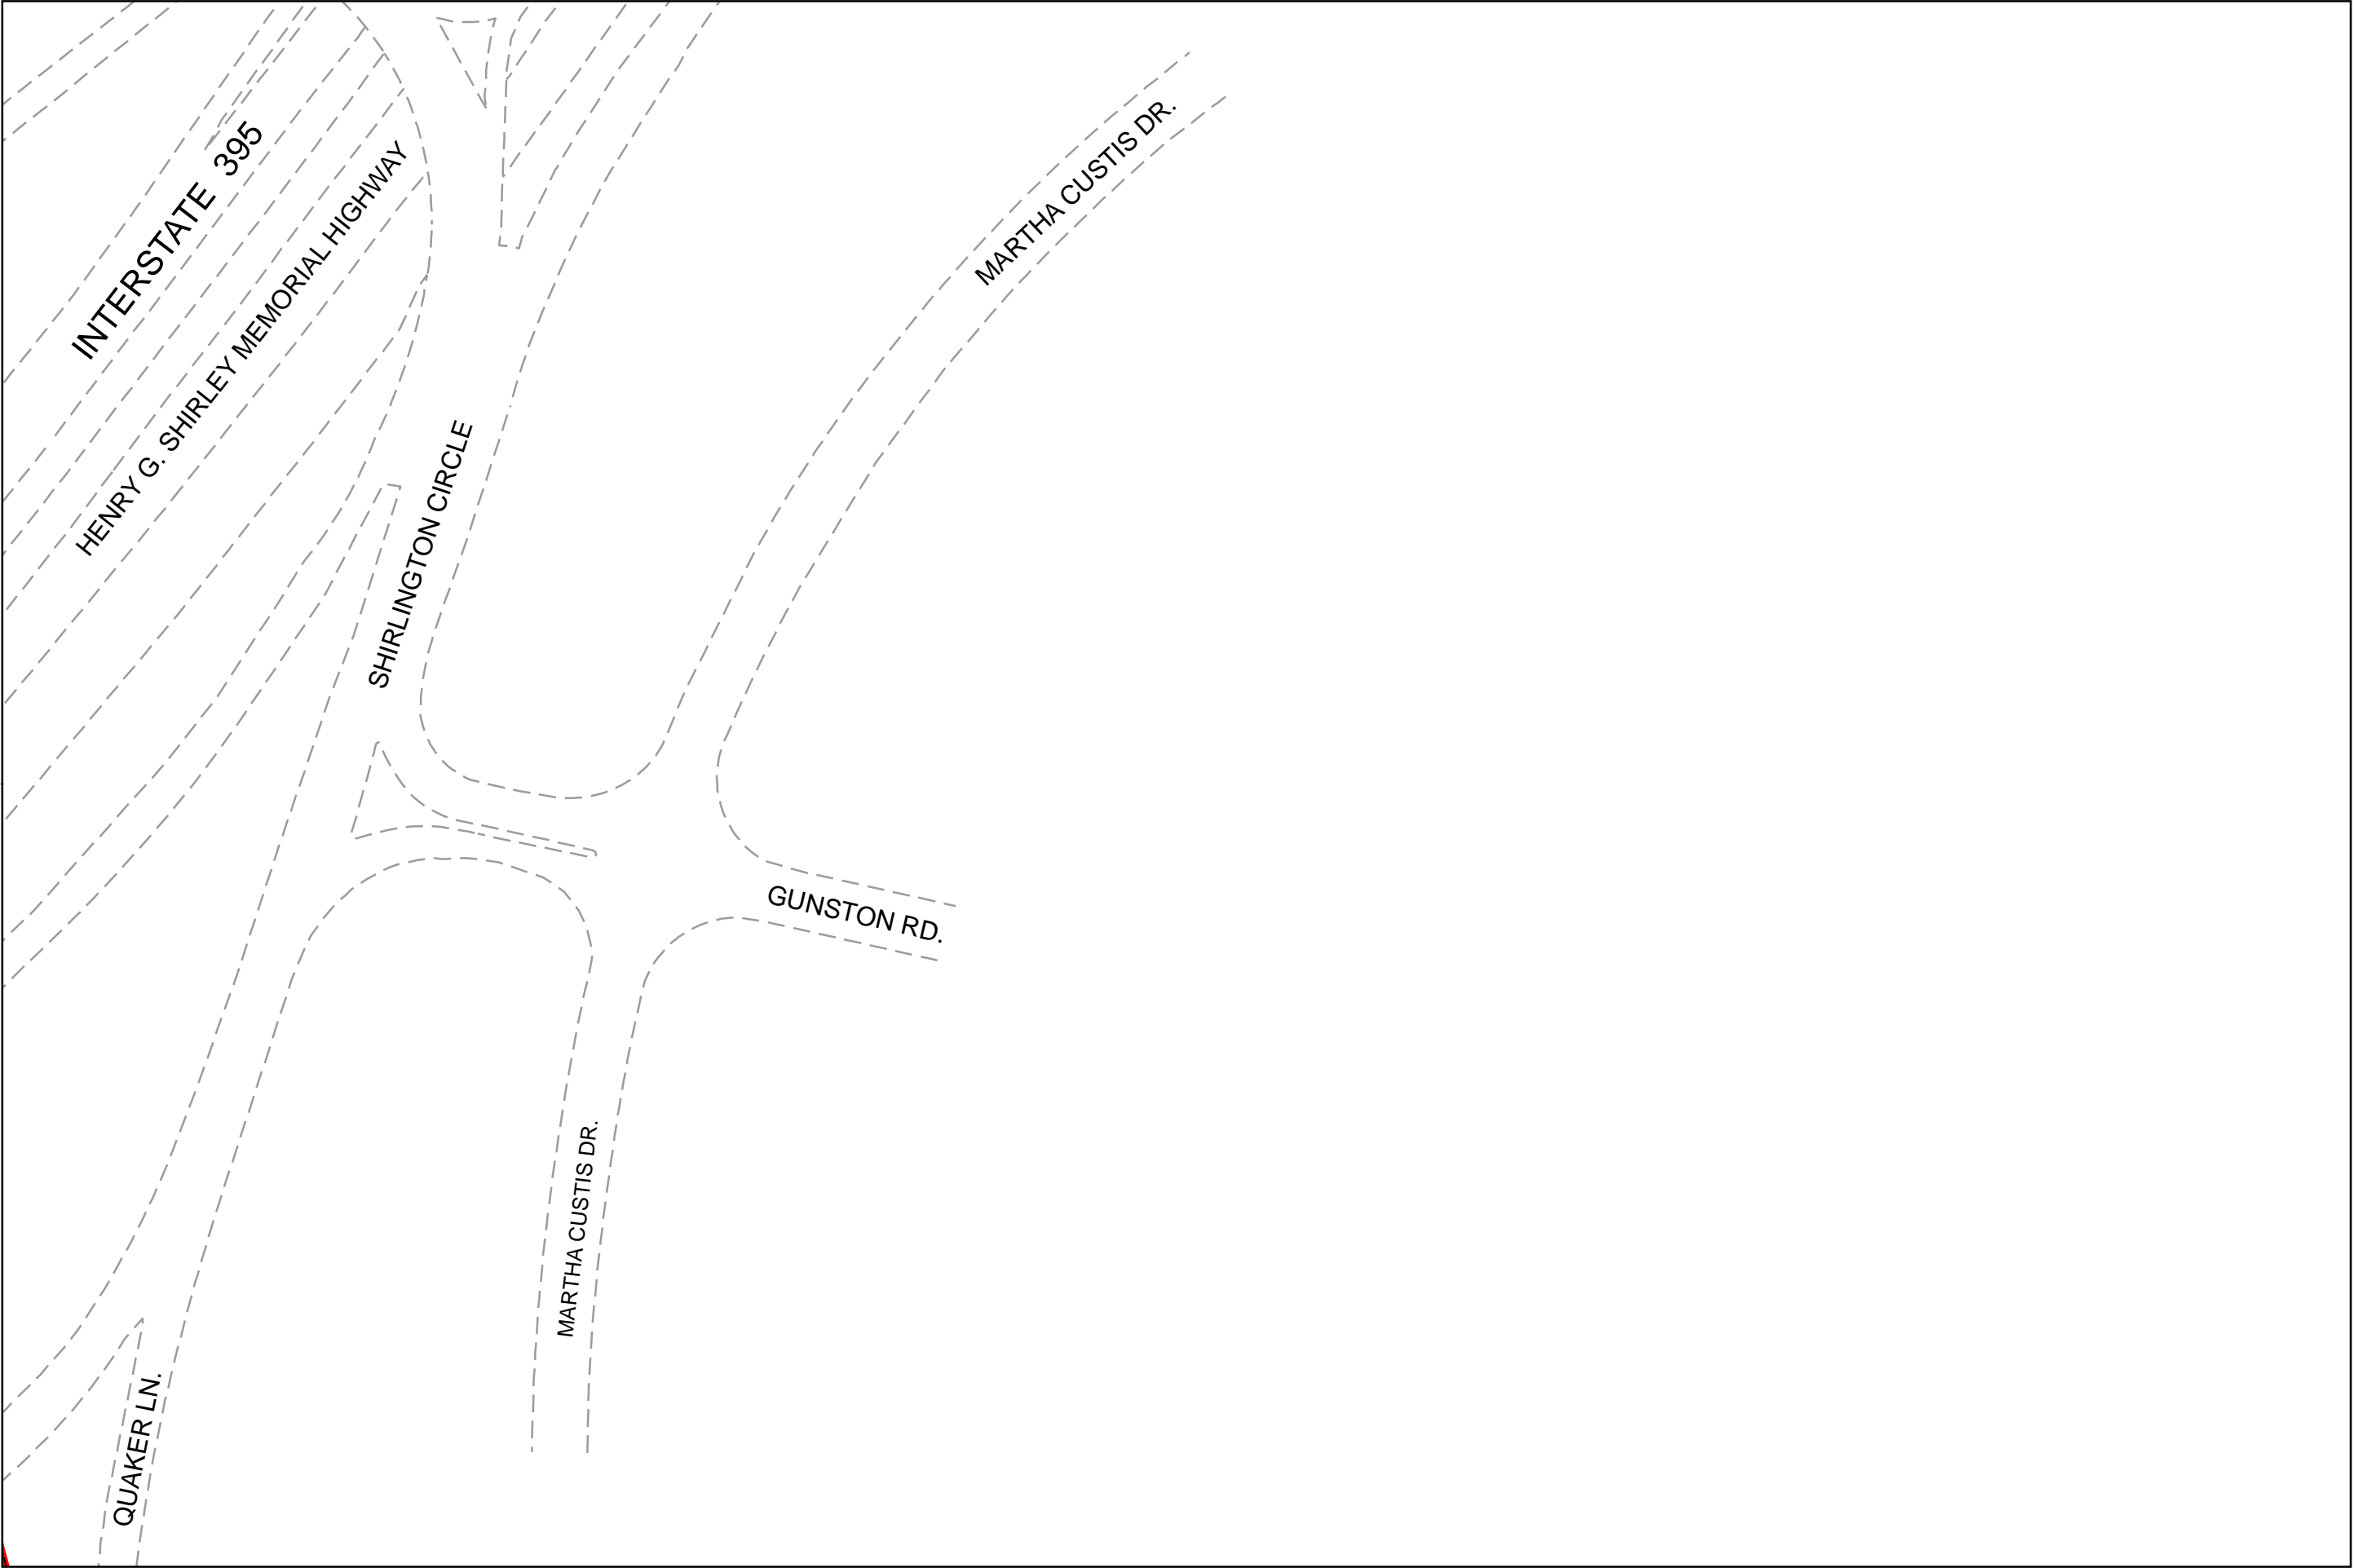 MARTHA CUSTIS DR.
INTERSTATE 395
HENRY G. SHIRLEY MEMORIAL HIGHWAY
SHIRLINGTON CIRCLE
GUNSTON RD.
MARTHA CUSTIS DR.
QUAKER LN.